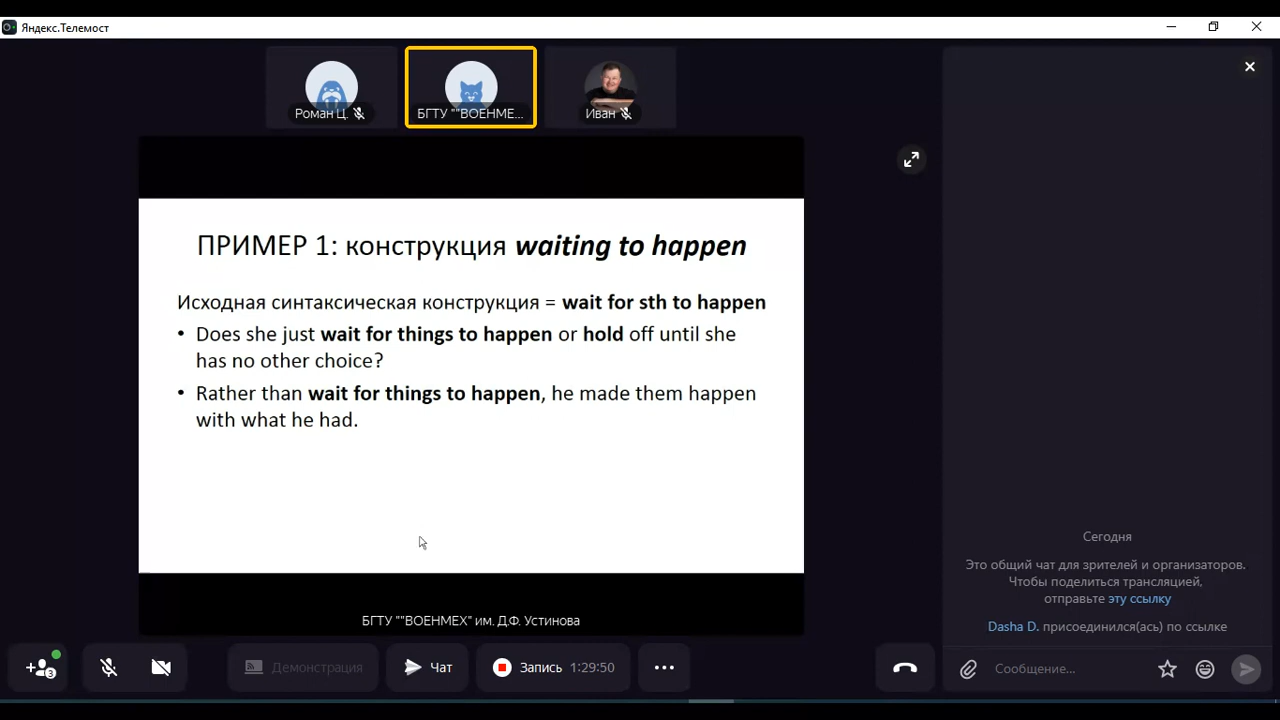 Яндекс.Телемост
Роман Ц.
БГТУ ""ВОЕНМЕ...
Иван
ПРИМЕР 1: конструкция waiting to happen
Исходная синтаксическая конструкция = wait for sth to happen
• Does she just wait for things to happen or hold off until she
has no other choice?
• Rather than wait for things to happen, he made them happen
with what he had.
БГТУ ""ВОЕНМЕХ" им. Д.Ф. Устинова
Сегодня
Это общий чат для зрителей и организаторов.
Чтобы поделиться трансляцией,
отправьте эту ссылку
Dasha D. присоединился(ась) по ссылке
3
Демонстрация
Чат
Запись 1:29:50
Сообщение...